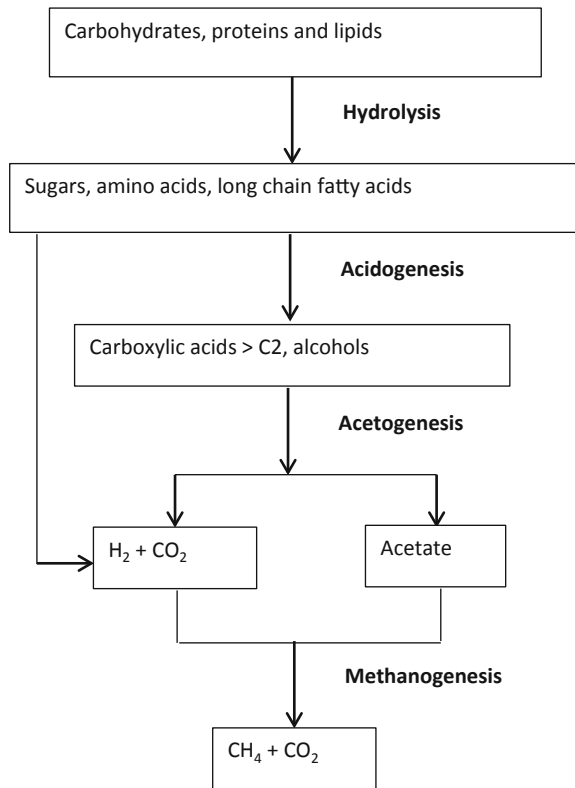 Carbohydrates, proteins and lipids
Hydrolysis
Sugars, amino acids, long chain fatty acids
Acidogenesis
Carboxylic acids > C2, alcohols
Acetogenesis
H₂ + CO₂
Acetate
Methanogenesis
CH₄ + CO₂